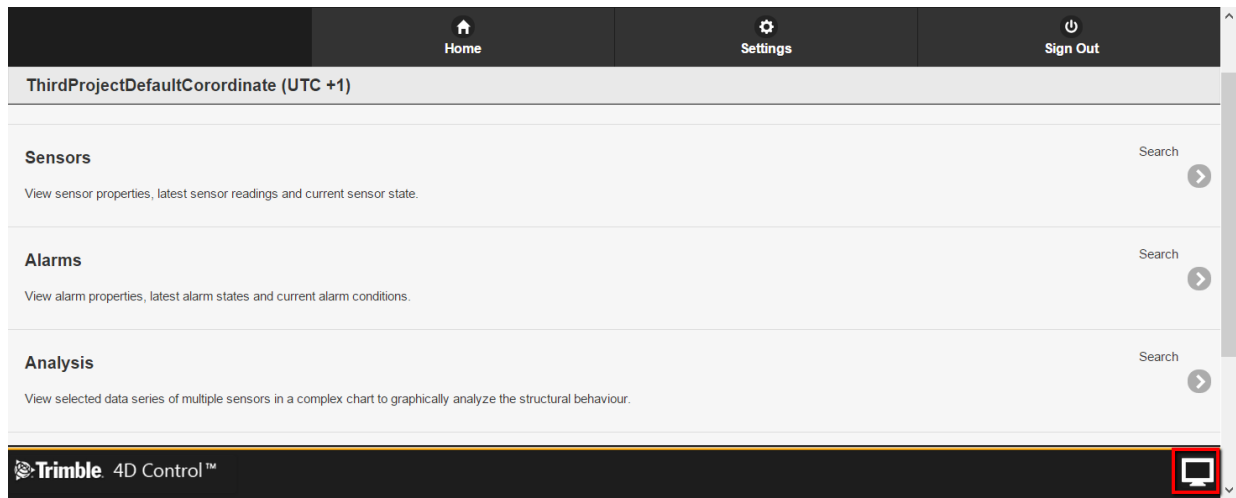 Home
Settings
Sign Out
ThirdProjectDefaultCorordinate (UTC +1)
Sensors
Search
View sensor properties, latest sensor readings and current sensor state.
Alarms
Search
View alarm properties, latest alarm states and current alarm conditions.
Analysis
Search
View selected data series of multiple sensors in a complex chart to graphically analyze the structural behaviour.
Trimble. 4D Control™